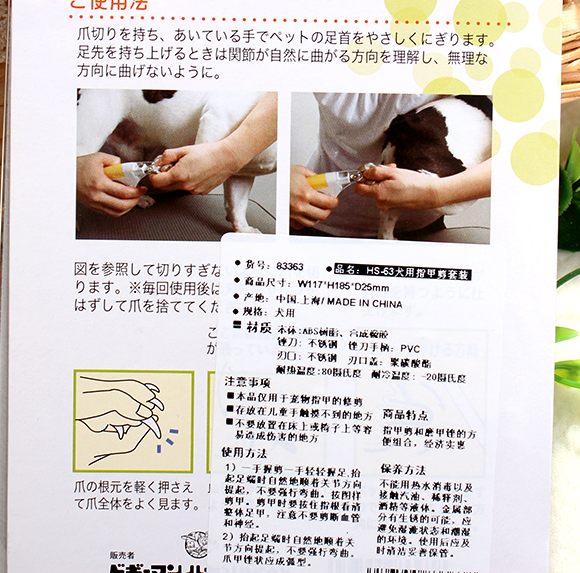 ご使用法
爪切りを持ち、あいている手でペットの足首をやさしくにぎります。
足先を持ち上げるときは関節が自然に曲がる方向を理解し、無理な
方向に曲げないように。
図を参照して切りすぎな
ります。※毎回使用後は
はずして爪を捨ててくだ
爪の根元を軽く押さえ
て爪全体をよく見ます。
販売者
ドギーマン
●货号: 83363
●品名: HS-63犬用指甲剪套装
●商品尺寸: W117*H185*D25mm
●产地: 中国.上海/ MADE IN CHINA
●规格: 犬用
〓材质 本体:ABS树脂、合成橡胶
锉刀: 不锈钢 锉刀手柄: PVC
刃口: 不锈钢 刃口盖: 聚碳酸酯
耐热温度:80摄氏度 耐冷温度: -20摄氏度
注意事项
■本品仅用于宠物指甲的修剪
■存放在儿童手触摸不到的地方
■不要放置在床上或椅子上等容
易造成伤害的地方
商品特点
指甲剪和磨甲锉的方
便组合，经济实惠
使用方法
1）一手握剪一手轻轻握足,抬
起足端时自然地顺着关节方向
提起，不要强行弯曲。按图样
剪甲。剪甲时要按住指根看清
整体足甲，注意不要剪断血管
和神经。
2）抬起足端时自然地顺着关
节方向提起，不要强行弯曲。
爪甲锉状应成弧型。
保养方法
不能用热水消毒以及
接触汽油、稀释剂、
酒精等液体。金属部
分有生锈的可能，应
避免湿漉状态和潮湿
的环境。使用后应及
时清洁妥善保管。